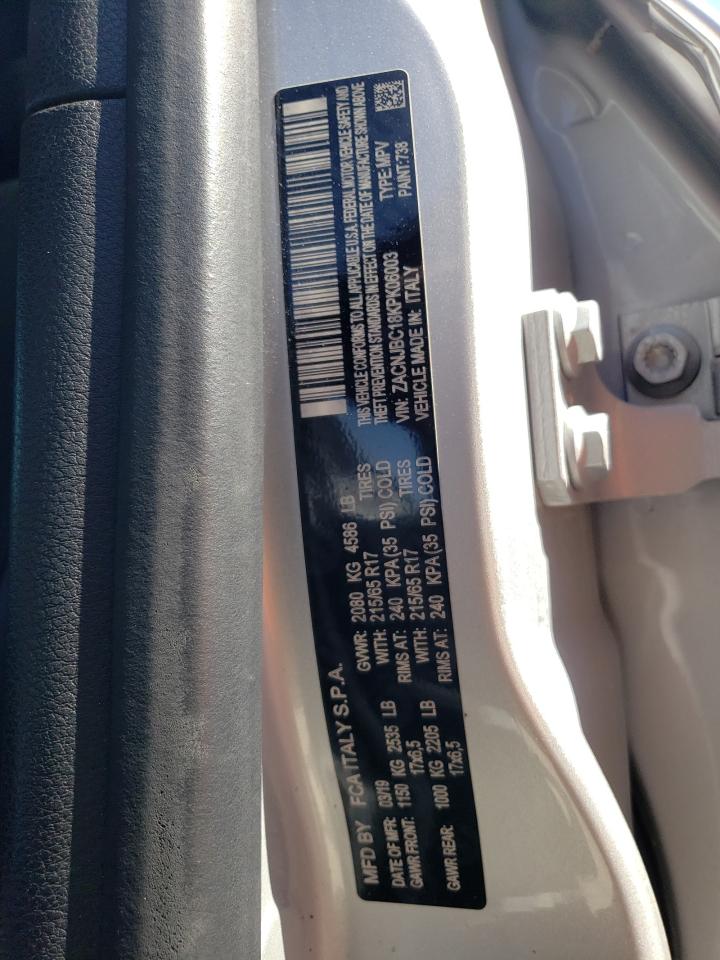 MFD BY FCA ITALY S.P.A.
DATE OF MFR: 03/19 GVWR: 2080 KG 4586 LB
GAWR FRONT: 1150 KG 2535 LB WITH: 215/65 R17 TIRES
17x6,5 RIMS AT: 240 KPA(35 PSI) COLD
GAWR REAR: 1000 KG 2205 LB WITH: 215/65 R17 TIRES
17x6,5 RIMS AT: 240 KPA(35 PSI) COLD
THIS VEHICLE CONFORMS TO ALL APPLICABLE U.S.A. FEDERAL MOTOR VEHICLE SAFETY AND
THEFT PREVENTION STANDARDS IN EFFECT ON THE DATE OF MANUFACTURE SHOWN ABOVE
VIN: ZACNJBC18KPK06003 TYPE: MPV
VEHICLE MADE IN: ITALY PAINT: 738